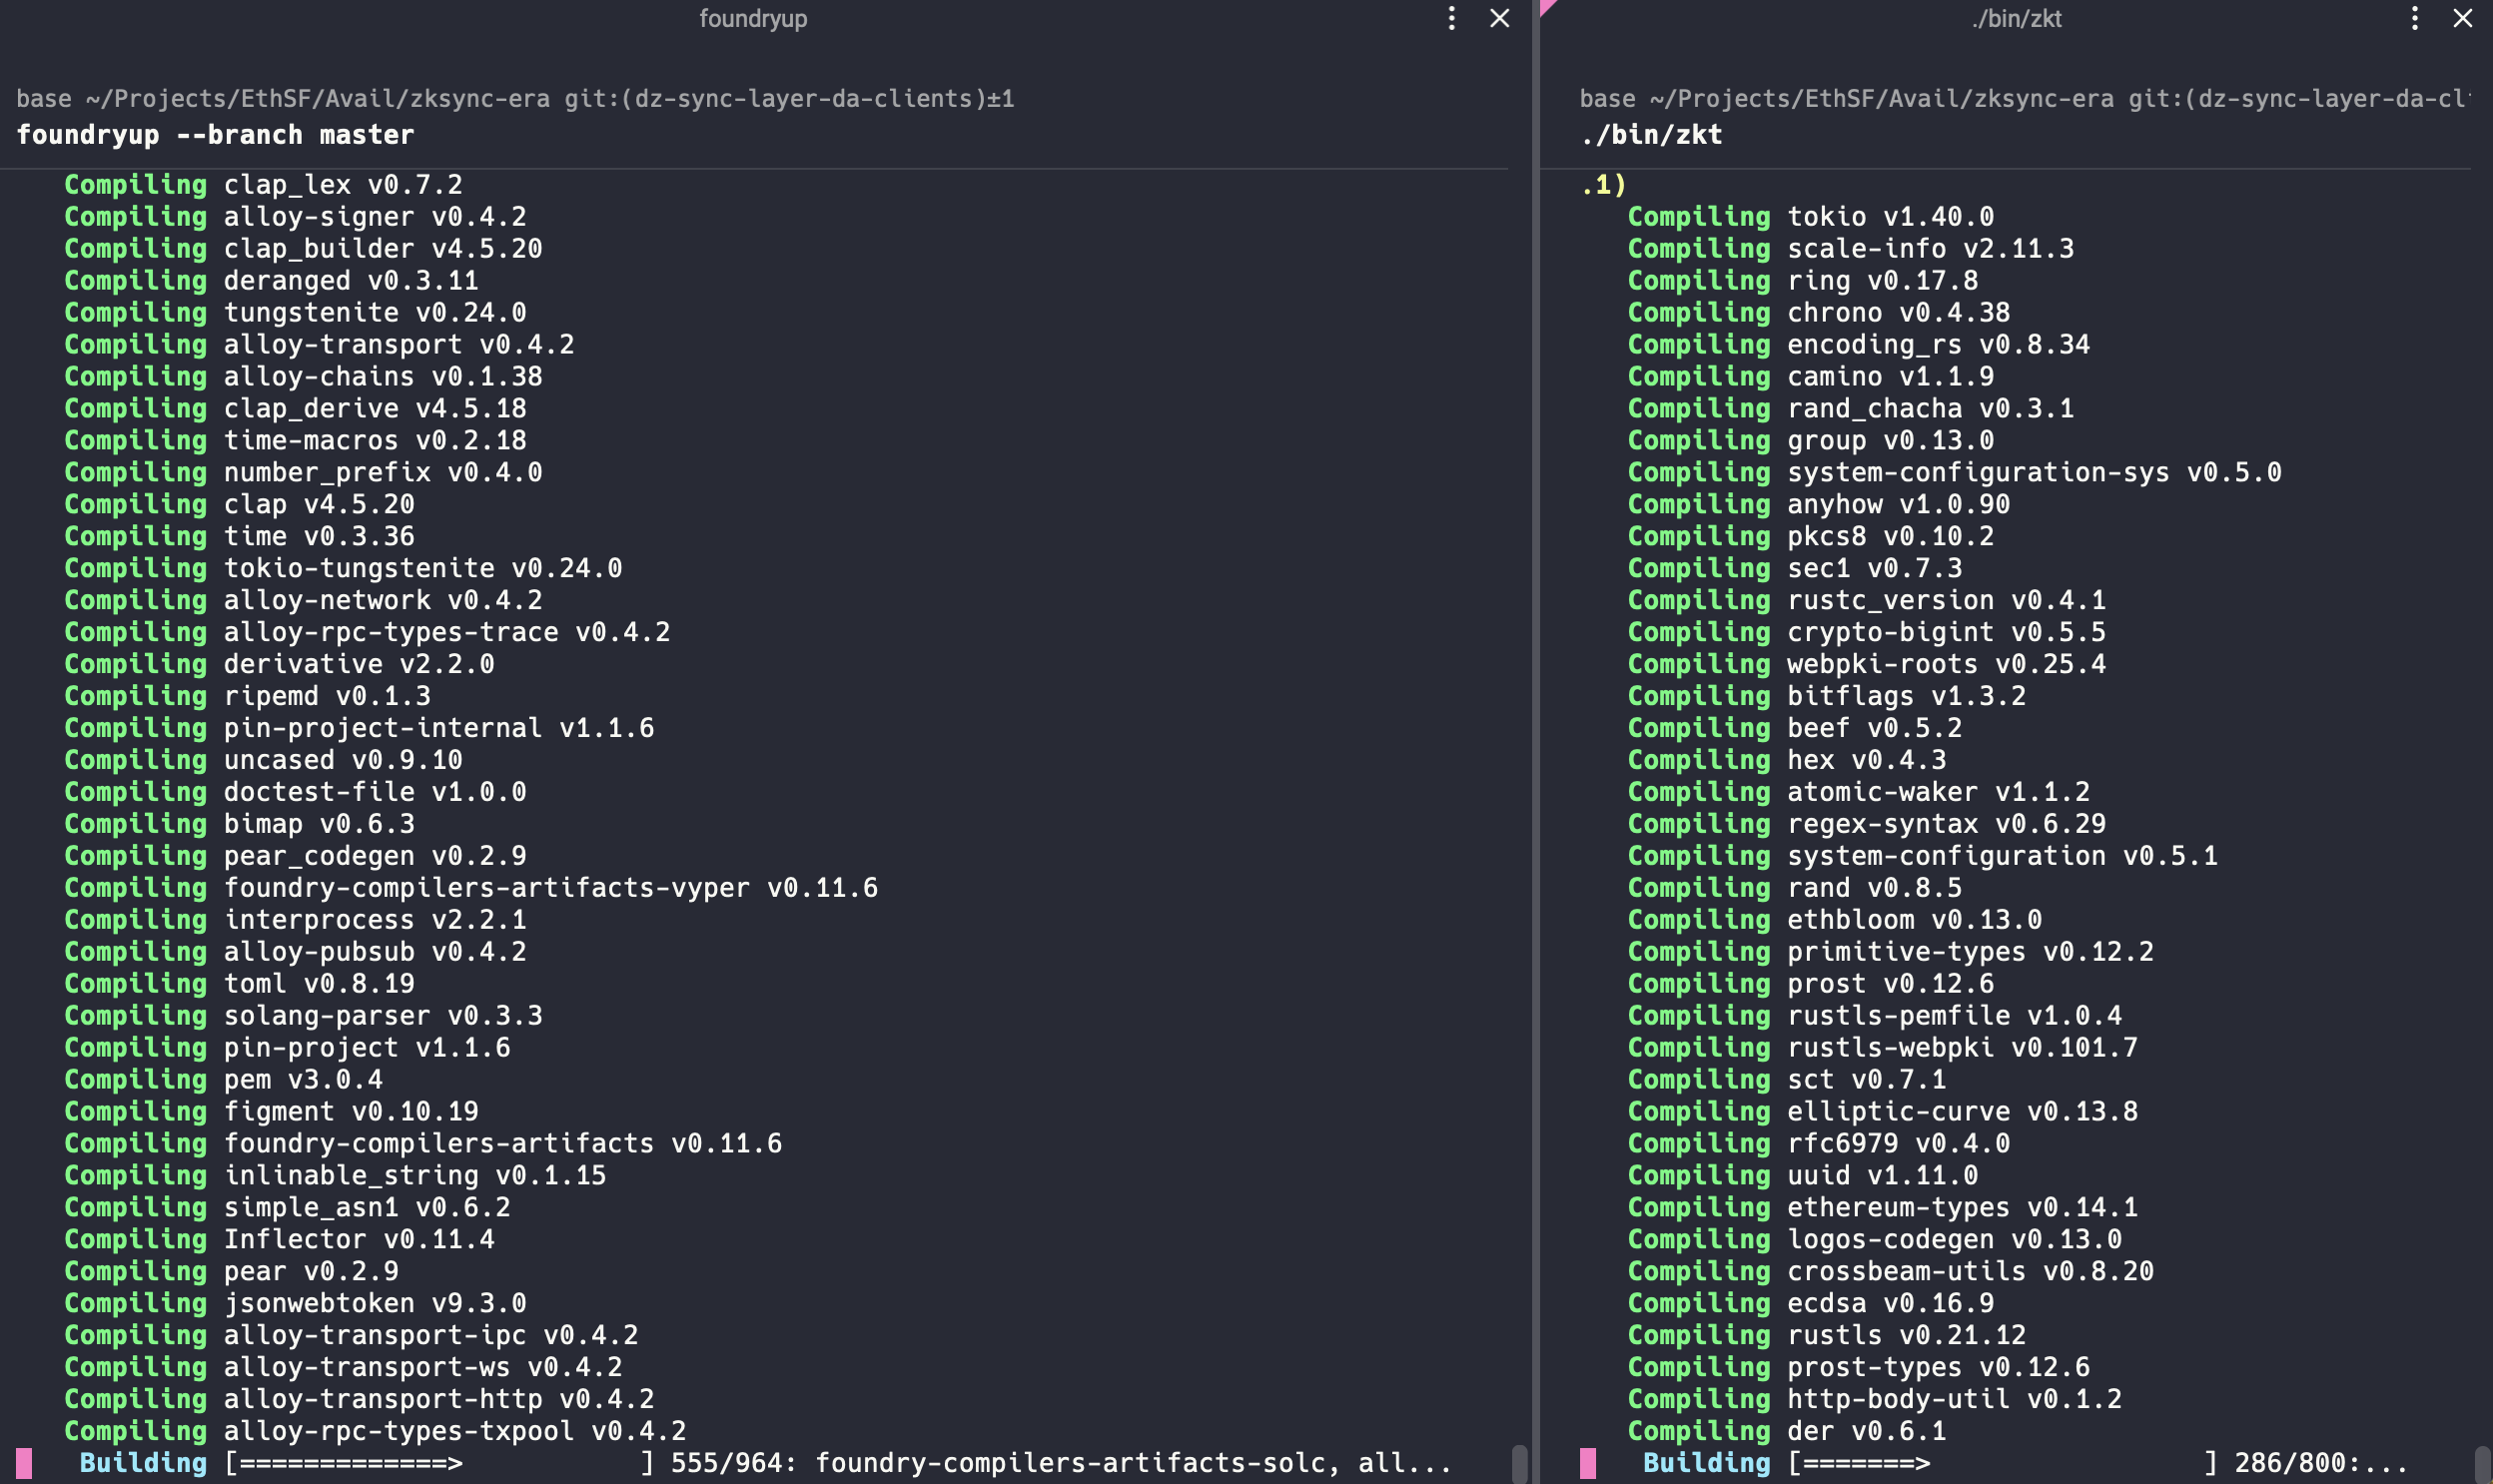 foundryup
base ~/Projects/EthSF/Avail/zksync-era git:(dz-sync-layer-da-clients)±1
foundryup --branch master
Compiling clap_lex v0.7.2
Compiling alloy-signer v0.4.2
Compiling clap_builder v4.5.20
Compiling deranged v0.3.11
Compiling tungstenite v0.24.0
Compiling alloy-transport v0.4.2
Compiling alloy-chains v0.1.38
Compiling clap_derive v4.5.18
Compiling time-macros v0.2.18
Compiling number_prefix v0.4.0
Compiling clap v4.5.20
Compiling time v0.3.36
Compiling tokio-tungstenite v0.24.0
Compiling alloy-network v0.4.2
Compiling alloy-rpc-types-trace v0.4.2
Compiling derivative v2.2.0
Compiling ripemd v0.1.3
Compiling pin-project-internal v1.1.6
Compiling uncased v0.9.10
Compiling doctest-file v1.0.0
Compiling bimap v0.6.3
Compiling pear_codegen v0.2.9
Compiling foundry-compilers-artifacts-vyper v0.11.6
Compiling interprocess v2.2.1
Compiling alloy-pubsub v0.4.2
Compiling toml v0.8.19
Compiling solang-parser v0.3.3
Compiling pin-project v1.1.6
Compiling pem v3.0.4
Compiling figment v0.10.19
Compiling foundry-compilers-artifacts v0.11.6
Compiling inlinable_string v0.1.15
Compiling simple_asn1 v0.6.2
Compiling Inflector v0.11.4
Compiling pear v0.2.9
Compiling jsonwebtoken v9.3.0
Compiling alloy-transport-ipc v0.4.2
Compiling alloy-transport-ws v0.4.2
Compiling alloy-transport-http v0.4.2
Compiling alloy-rpc-types-txpool v0.4.2
Building [=============>           ] 555/964: foundry-compilers-artifacts-solc, all...
./bin/zkt
base ~/Projects/EthSF/Avail/zksync-era git:(dz-sync-layer-da-cl
./bin/zkt
.1)
Compiling tokio v1.40.0
Compiling scale-info v2.11.3
Compiling ring v0.17.8
Compiling chrono v0.4.38
Compiling encoding_rs v0.8.34
Compiling camino v1.1.9
Compiling rand_chacha v0.3.1
Compiling group v0.13.0
Compiling system-configuration-sys v0.5.0
Compiling anyhow v1.0.90
Compiling pkcs8 v0.10.2
Compiling sec1 v0.7.3
Compiling rustc_version v0.4.1
Compiling crypto-bigint v0.5.5
Compiling webpki-roots v0.25.4
Compiling bitflags v1.3.2
Compiling beef v0.5.2
Compiling hex v0.4.3
Compiling atomic-waker v1.1.2
Compiling regex-syntax v0.6.29
Compiling system-configuration v0.5.1
Compiling rand v0.8.5
Compiling ethbloom v0.13.0
Compiling primitive-types v0.12.2
Compiling prost v0.12.6
Compiling rustls-pemfile v1.0.4
Compiling rustls-webpki v0.101.7
Compiling sct v0.7.1
Compiling elliptic-curve v0.13.8
Compiling rfc6979 v0.4.0
Compiling uuid v1.11.0
Compiling ethereum-types v0.14.1
Compiling logos-codegen v0.13.0
Compiling crossbeam-utils v0.8.20
Compiling ecdsa v0.16.9
Compiling rustls v0.21.12
Compiling prost-types v0.12.6
Compiling http-body-util v0.1.2
Compiling der v0.6.1
Building [=======>                 ] 286/800:...